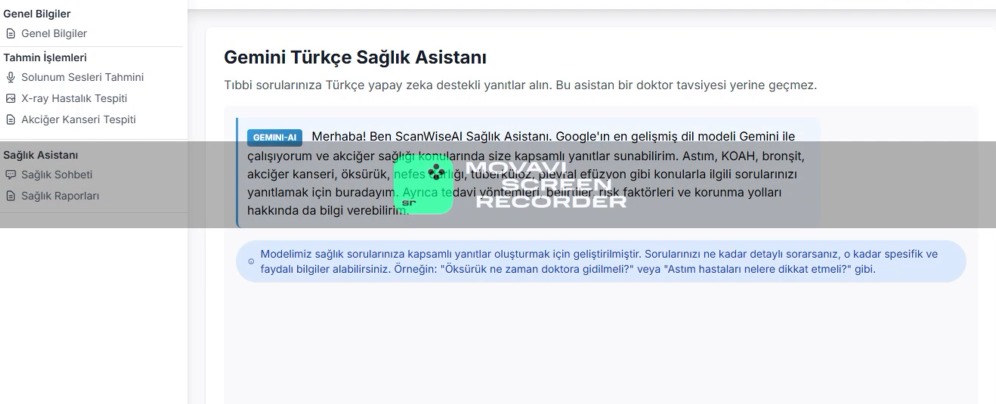 Genel Bilgiler
Genel Bilgiler
Tahmin İşlemleri
Solunum Sesleri Tahmini
X-ray Hastalık Tespiti
Akciğer Kanseri Tespiti
Sağlık Asistanı
Sağlık Sohbeti
Sağlık Raporları
Gemini Türkçe Sağlık Asistanı
Tıbbi sorularınıza Türkçe yapay zeka destekli yanıtlar alın. Bu asistan bir doktor tavsiyesi yerine geçmez.
GEMINI-AI Merhaba! Ben ScanWiseAI Sağlık Asistanı. Google'ın en gelişmiş dil modeli Gemini ile
çalışıyorum ve akciğer sağlığı konularında size kapsamlı yanıtlar sunabilirim. Astım, KOAH, bronşit,
akciğer kanseri, öksürük, nefes darlığı, tüberküloz, plevral efüzyon gibi konularla ilgili sorularınızı
yanıtlamak için buradayım. Ayrıca tedavi yöntemleri, belirtiler, risk faktörleri ve korunma yolları
hakkında da bilgi verebilirim.
MOVAVI
SCREEN
RECORDER
sr
Modelimiz sağlık sorularınıza kapsamlı yanıtlar oluşturmak için geliştirilmiştir. Sorularınızı ne kadar detaylı sorarsanız, o kadar spesifik ve
faydalı bilgiler alabilirsiniz. Örneğin: "Öksürük ne zaman doktora gidilmeli?" veya "Astım hastaları nelere dikkat etmeli?" gibi.